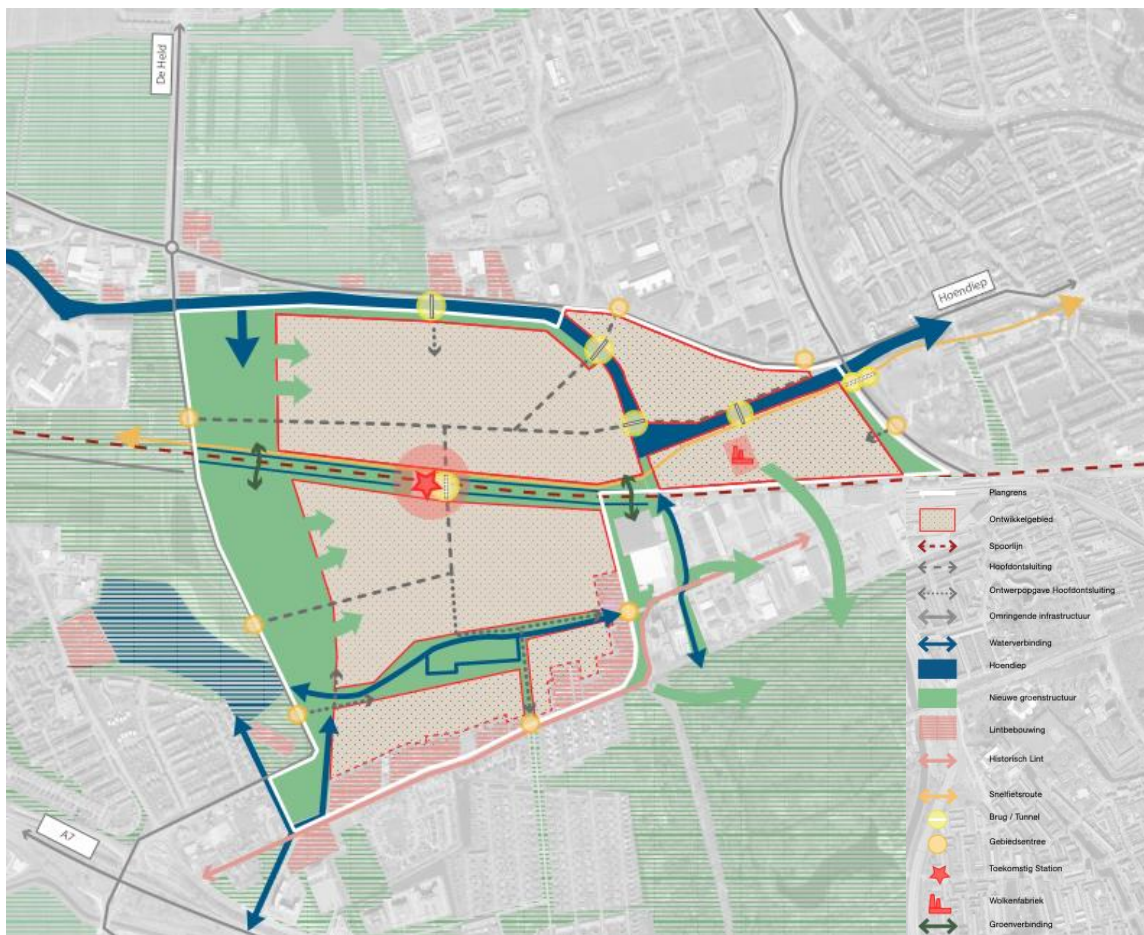 De Held
Hoendiep
A7
Plangrens
Ontwikkelgebied
Spoorlijn
Hoofdontsluiting
Ontwerpopgave Hoofdontsluiting
Omringende infrastructuur
Waterverbinding
Hoendiep
Nieuwe groenstructuur
Lintbebouwing
Historisch Lint
Snelfietsroute
Brug / Tunnel
Gebiedsentree
Toekomstig Station
Wolkenfabriek
Groenverbinding